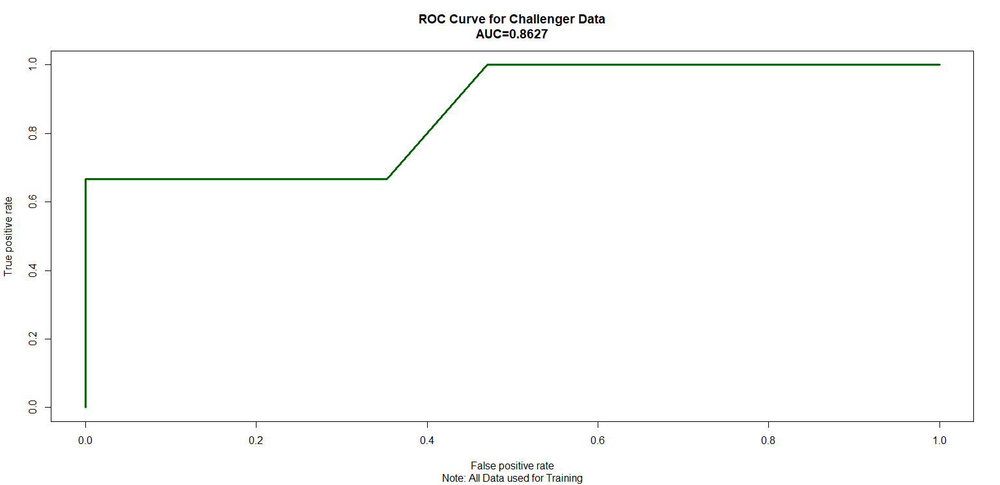 ROC Curve for Challenger Data
AUC=0.8627
True positive rate
1.0
0.8
0.6
0.4
0.2
0.0
0.0 0.2 0.4 0.6 0.8 1.0
False positive rate
Note: All Data used for Training